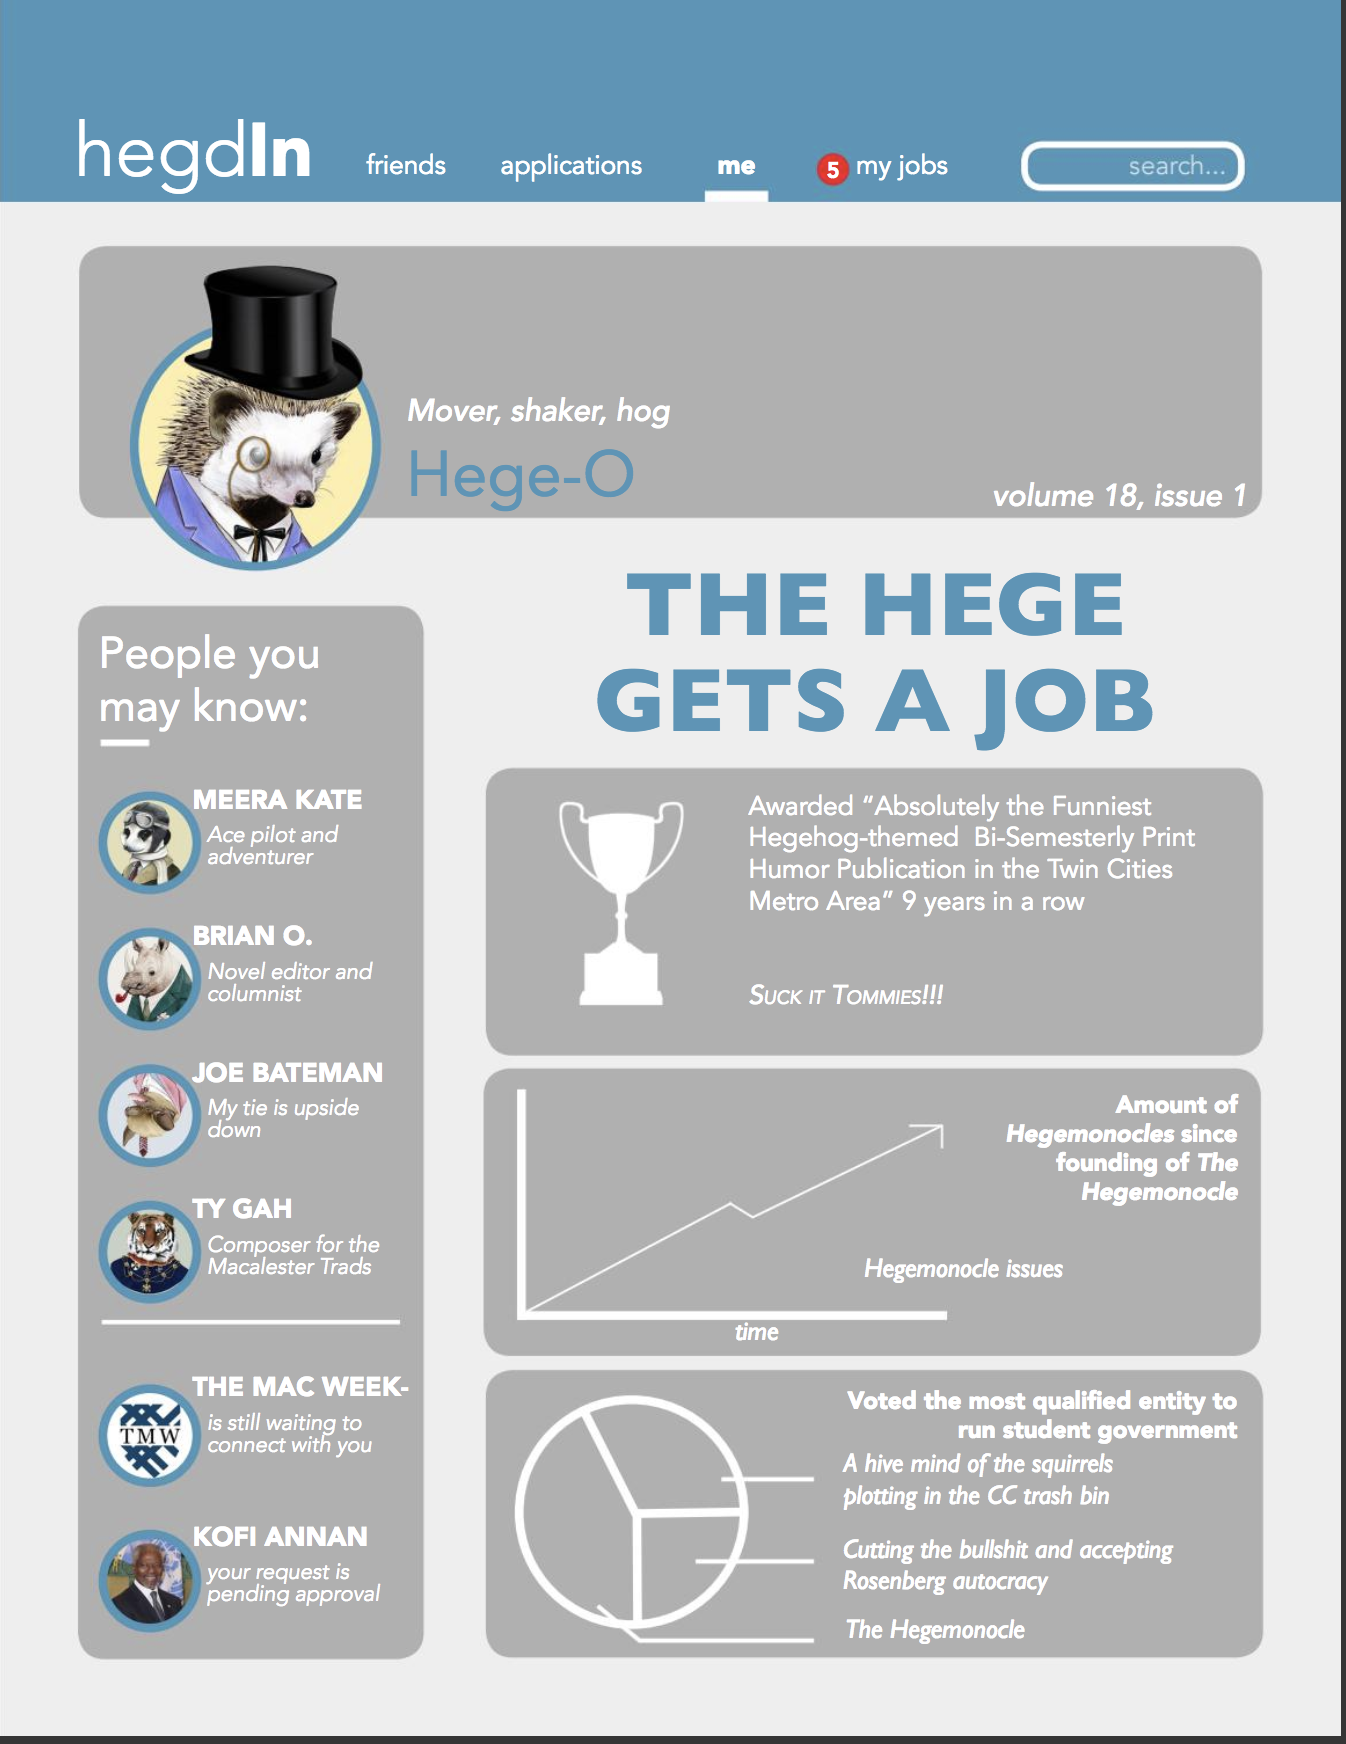 hegdIn
friends
applications
me
5
my jobs
search...
Mover, shaker, hog
Hege-O
volume 18, issue 1
THE HEGE
GETS A JOB
People you
may know:
MEERA KATE
Ace pilot and
adventurer
BRIAN O.
Novel editor and
columnist
JOE BATEMAN
My tie is upside
down
TY GAH
Composer for the
Macalester Trads
THE MAC WEEK-
TMW
is still waiting to
connect with you
KOFI ANNAN
your request is
pending approval
Awarded “Absolutely the Funniest
Hegehog-themed Bi-Semesterly Print
Humor Publication in the Twin Cities
Metro Area” 9 years in a row
SUCK IT TOMMIES!!!
Amount of
Hegemonocles since
founding of The
Hegemonocle
Hegemonocle issues
time
Voted the most qualified entity to
run student government
A hive mind of the squirrels
plotting in the CC trash bin
Cutting the bullshit and accepting
Rosenberg autocracy
The Hegemonocle